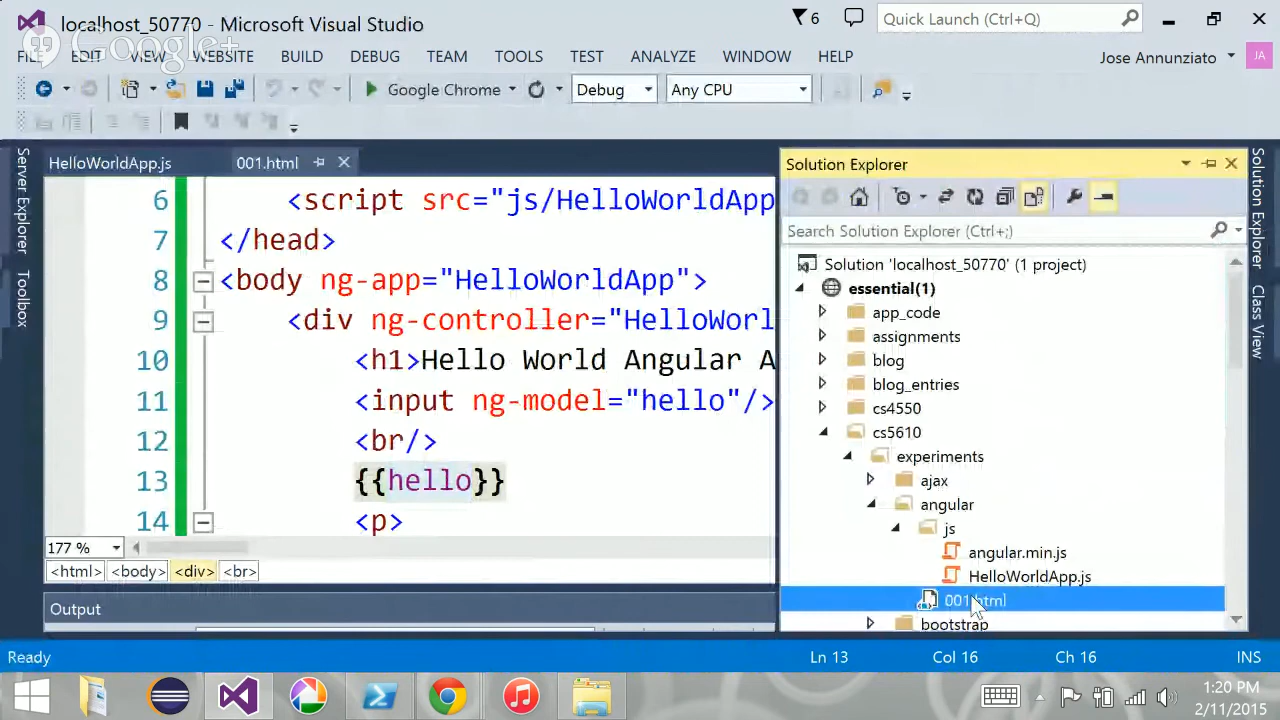 localhost_50770 - Microsoft Visual Studio
6
Quick Launch (Ctrl+Q)
Google+
FILE EDIT VIEW WEBSITE BUILD DEBUG TEAM TOOLS TEST ANALYZE WINDOW HELP
Jose Annunziato
JA
Google Chrome
Debug
Any CPU
Server Explorer
Toolbox
HelloWorldApp.js
001.html
6 <script src="js/HelloWorldApp
7 </head>
8 <body ng-app="HelloWorldApp">
9 <div ng-controller="HelloWorl
10 <h1>Hello World Angular A
11 <input ng-model="hello"/>
12 <br/>
13 {{hello}}
14 <p>
177 %
<html> <body> <div> <br>
Output
Solution Explorer
Search Solution Explorer (Ctrl+;)
Solution 'localhost_50770' (1 project)
essential(1)
app_code
assignments
blog
blog_entries
cs4550
cs5610
experiments
ajax
angular
js
angular.min.js
HelloWorldApp.js
001.html
bootstrap
Solution Explorer
Class View
Ready
Ln 13
Col 16
Ch 16
INS
1:20 PM
2/11/2015